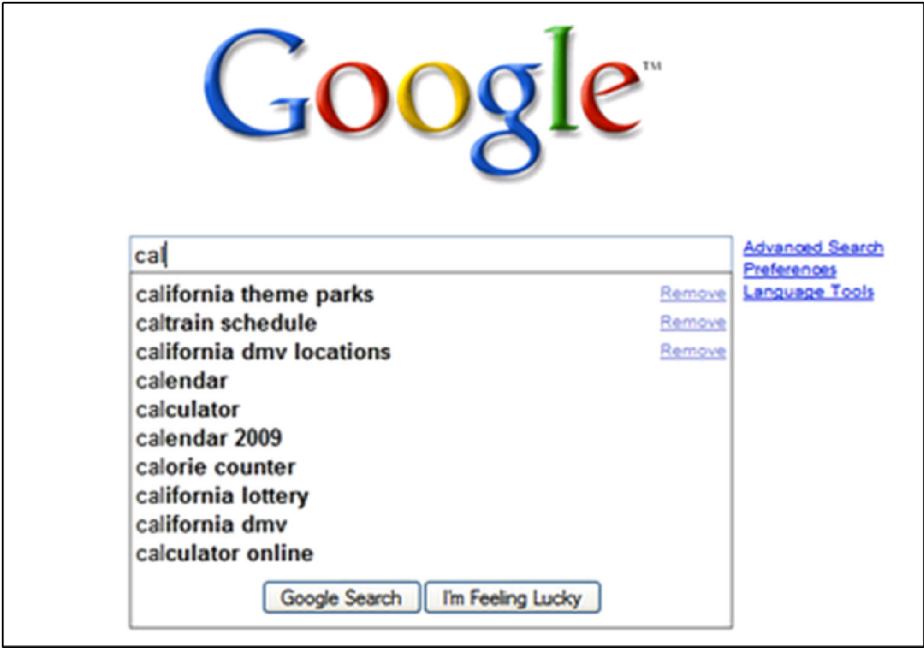 Google™
cal
Advanced Search
Preferences
Language Tools
california theme parks Remove
caltrain schedule Remove
california dmv locations Remove
calendar
calculator
calendar 2009
calorie counter
california lottery
california dmv
calculator online
Google Search I'm Feeling Lucky